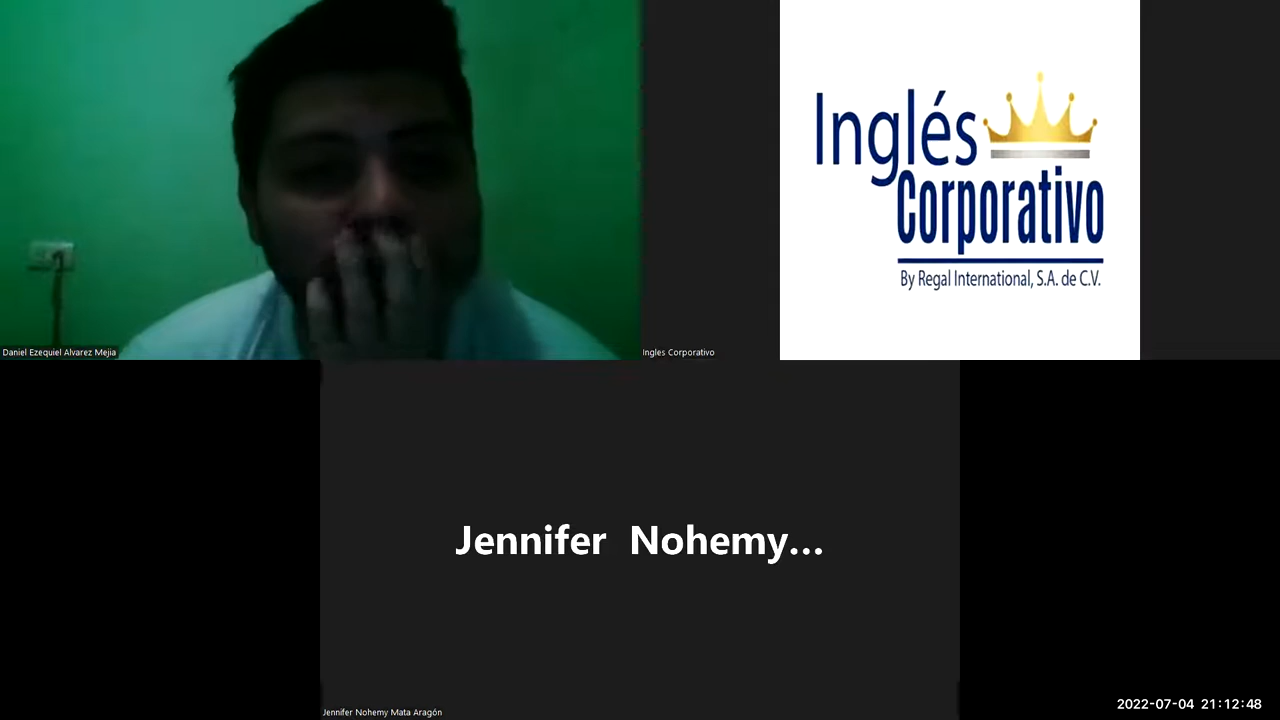 Inglés
Corporativo
By Regal International, S.A. de C.V.
Daniel Ezequiel Alvarez Mejia
Ingles Corporativo
Jennifer Nohemy...
Jennifer Nohemy Mata Aragón
2022-07-04 21:12:48